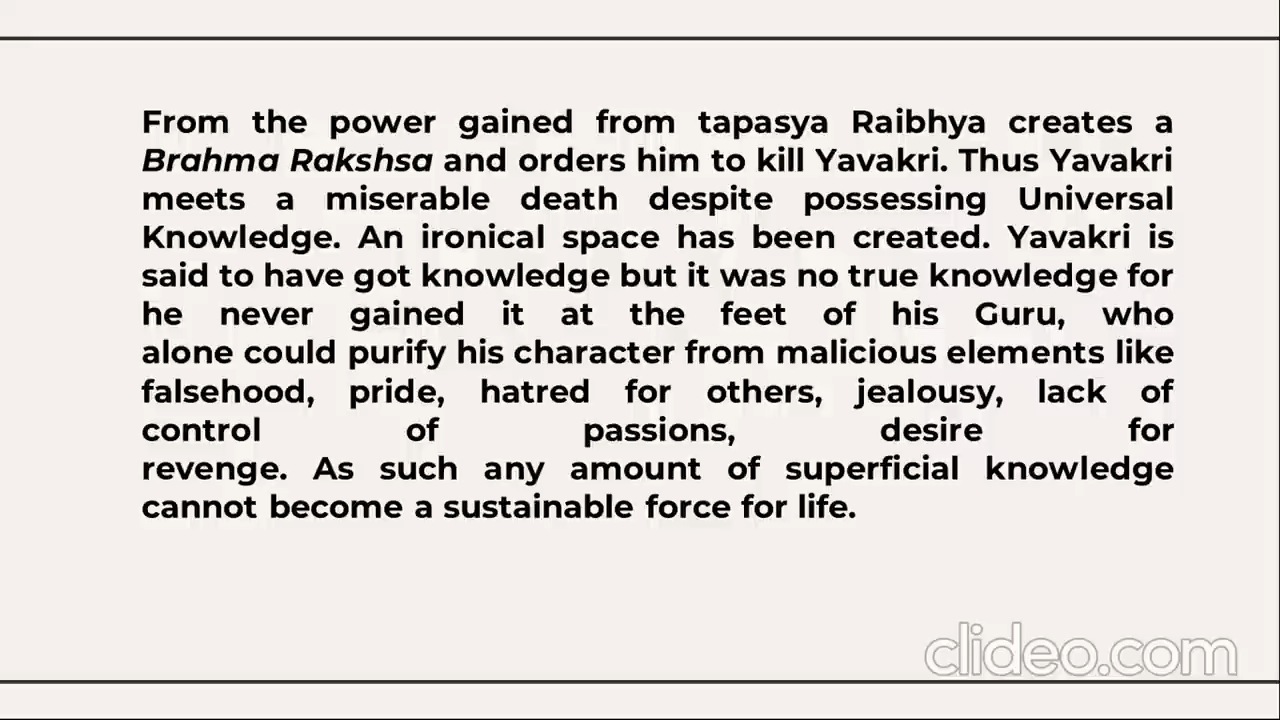 From the power gained from tapasya Raibhya creates a
Brahma Rakshsa and orders him to kill Yavakri. Thus Yavakri
meets a miserable death despite possessing Universal
Knowledge. An ironical space has been created. Yavakri is
said to have got knowledge but it was no true knowledge for
he never gained it at the feet of his Guru, who
alone could purify his character from malicious elements like
falsehood, pride, hatred for others, jealousy, lack of
control of passions, desire for
revenge. As such any amount of superficial knowledge
cannot become a sustainable force for life.
clideo.com